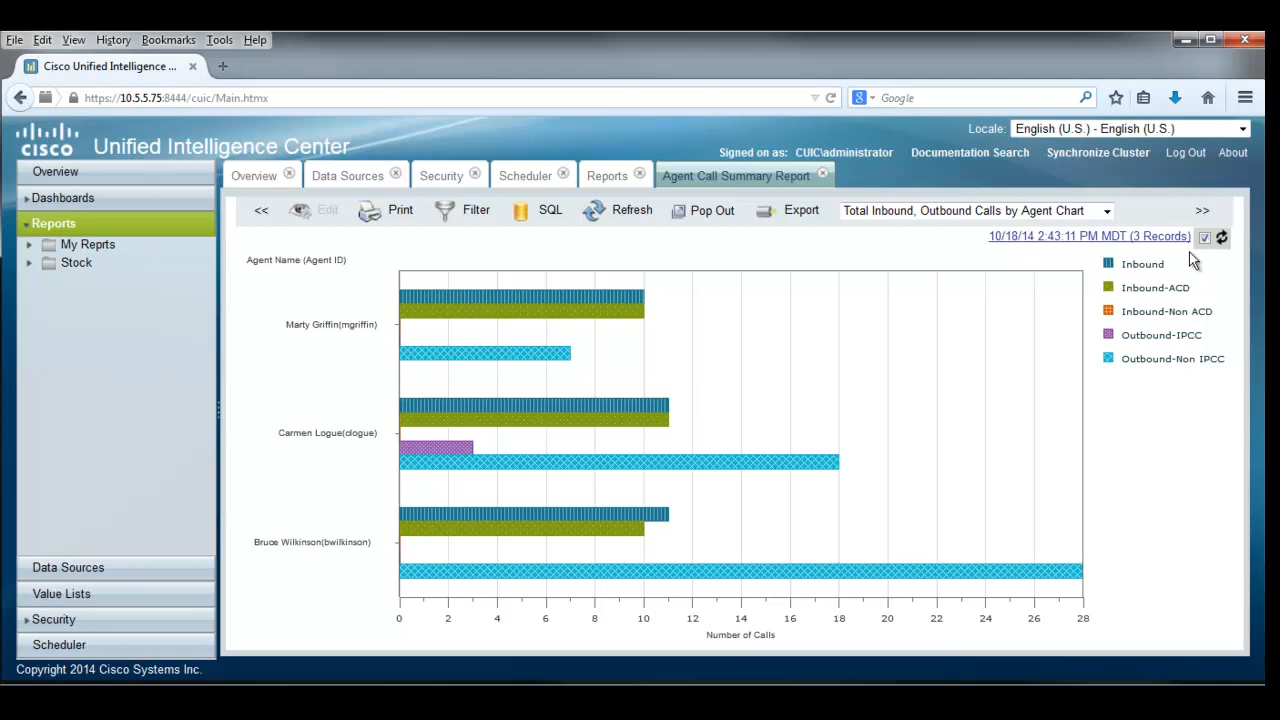 File Edit View History Bookmarks Tools Help
Cisco Unified Intelligence ...
https://10.5.5.75:8444/cuic/Main.htmx
8 Google
Locale: English (U.S.) - English (U.S.)
CISCO Unified Intelligence Center
Signed on as: CUIC\administrator Documentation Search Synchronize Cluster Log Out About
Overview
Dashboards
Reports
My Reprts
Stock
Data Sources
Value Lists
Security
Scheduler
Overview Data Sources Security Scheduler Reports Agent Call Summary Report
<< Edit Print Filter SQL Refresh Pop Out Export Total Inbound, Outbound Calls by Agent Chart >>
10/18/14 2:43:11 PM MDT (3 Records)
Agent Name (Agent ID)
Marty Griffin(mgriffin)
Carmen Logue(clogue)
Bruce Wilkinson(bwilkinson)
0 2 4 6 8 10 12 14 16 18 20 22 24 26 28
Number of Calls
Inbound
Inbound-ACD
Inbound-Non ACD
Outbound-IPCC
Outbound-Non IPCC
Copyright 2014 Cisco Systems Inc.